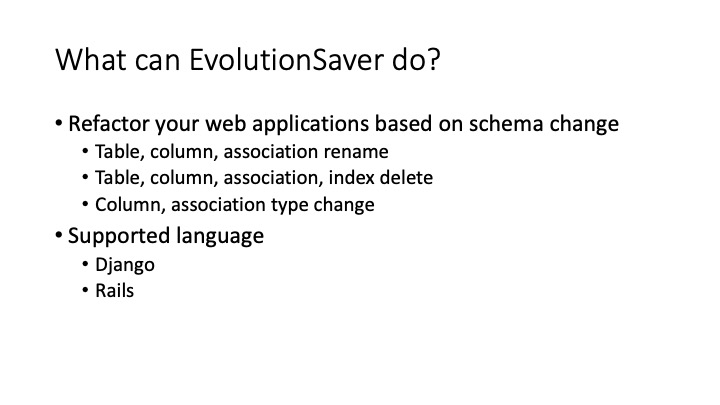 What can EvolutionSaver do?
• Refactor your web applications based on schema change
• Table, column, association rename
• Table, column, association, index delete
• Column, association type change
• Supported language
• Django
• Rails